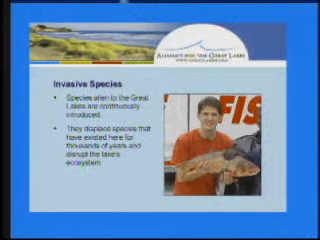 ALLIANCE FOR THE GREAT LAKES
WWW.GREATLAKES.ORG
Invasive Species
• Species alien to the Great
Lakes are continuously
introduced.
• They displace species that
have existed here for
thousands of years and
disrupt the lake's
ecosystem
FIS